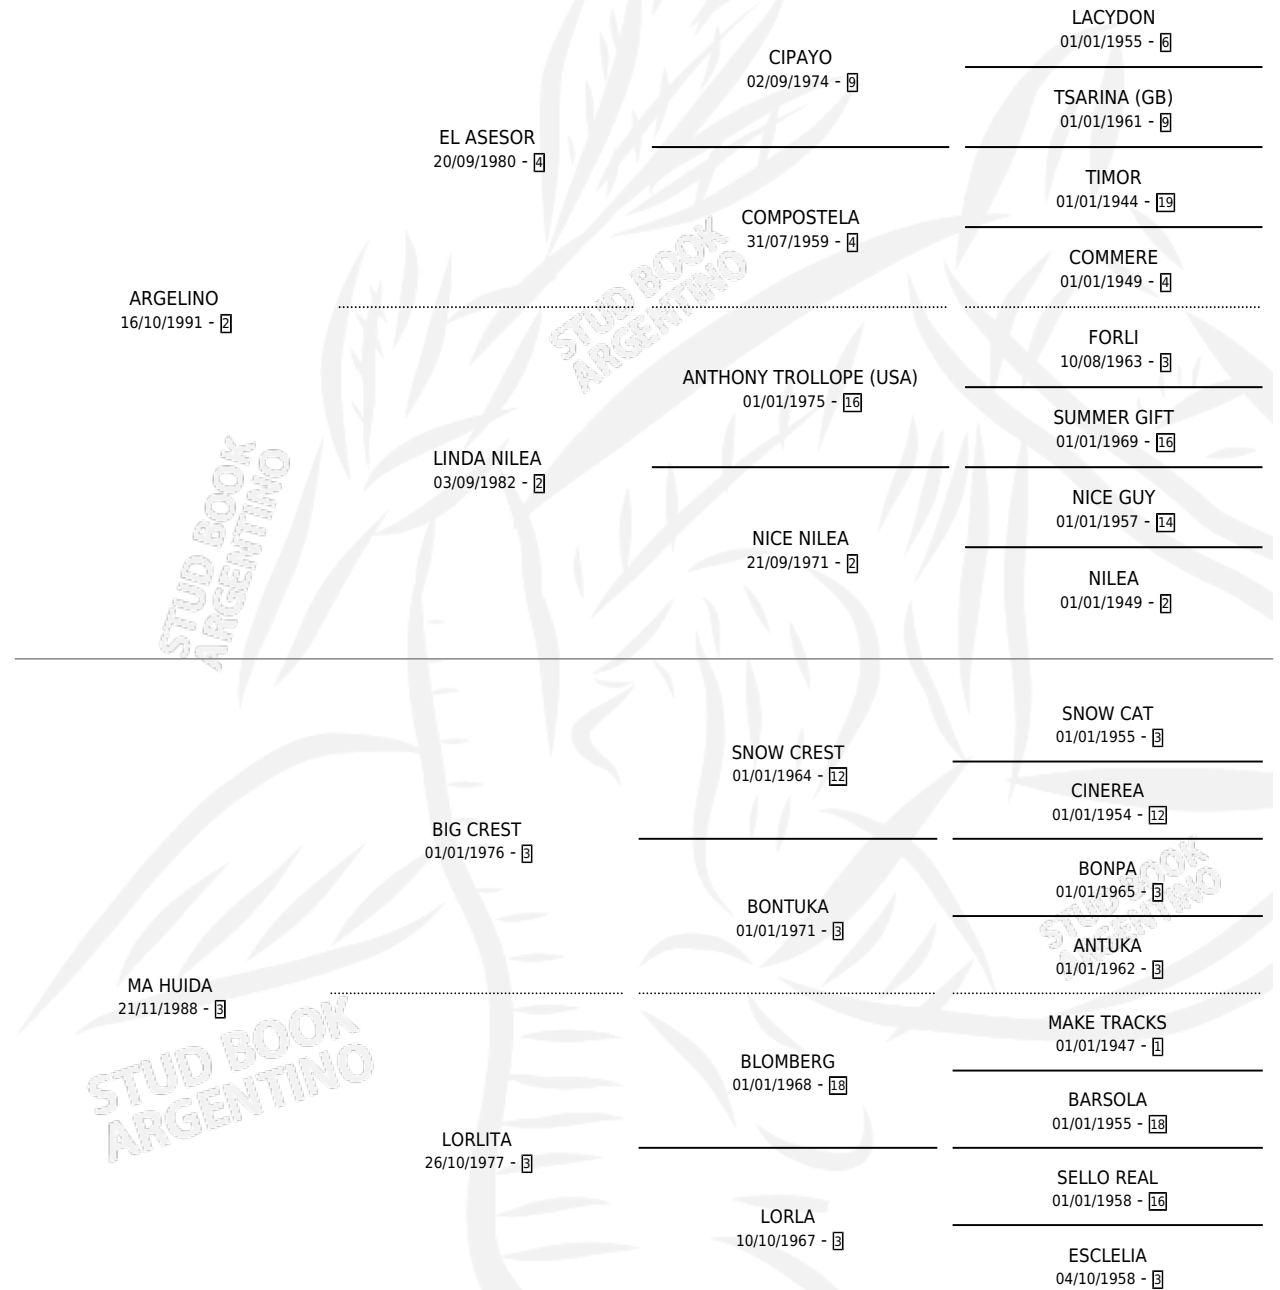 LACYDON
01/01/1955 - 6
CIPAYO
02/09/1974 - 9
TSARINA (GB)
01/01/1961 - 9
EL ASESOR
20/09/1980 - 4
TIMOR
01/01/1944 - 19
COMPOSTELA
31/07/1959 - 4
COMMERE
01/01/1949 - 4
ARGELINO
16/10/1991 - 2
FORLI
10/08/1963 - 3
ANTHONY TROLLOPE (USA)
01/01/1975 - 16
SUMMER GIFT
01/01/1969 - 16
LINDA NILEA
03/09/1982 - 2
NICE GUY
01/01/1957 - 14
NICE NILEA
21/09/1971 - 2
NILEA
01/01/1949 - 2
SNOW CAT
01/01/1955 - 3
SNOW CREST
01/01/1964 - 12
CINEREA
01/01/1954 - 12
BIG CREST
01/01/1976 - 3
BONPA
01/01/1965 - 3
BONTUKA
01/01/1971 - 3
ANTUKA
01/01/1962 - 3
MA HUIDA
21/11/1988 - 3
MAKE TRACKS
01/01/1947 - 1
BLOMBERG
01/01/1968 - 18
BARSOLA
01/01/1955 - 18
LORLITA
26/10/1977 - 3
SELLO REAL
01/01/1958 - 16
LORLA
10/10/1967 - 3
ESCLELIA
04/10/1958 - 3
STUD BOOK
ARGENTINO
STUD BOOK
ARGENTINO
STUD BOOK
ARGENTINO
STUD BOOK
ARGENTINO